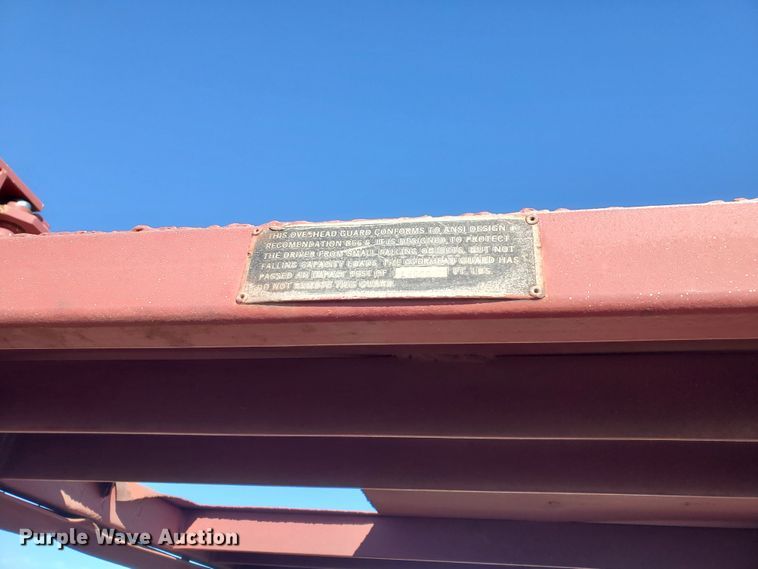 THIS OVERHEAD GUARD CONFORMS TO ANSI DESIGN
RECOMENDATION B56.6. IT IS DESIGNED TO PROTECT
THE DRIVER FROM SMALL FALLING OBJECTS, BUT NOT
FALLING CAPACITY LOADS. THE OVERHEAD GUARD HAS
PASSED AN IMPACT TEST OF FT. LBS.
DO NOT REMOVE THIS GUARD.
Purple Wave Auction